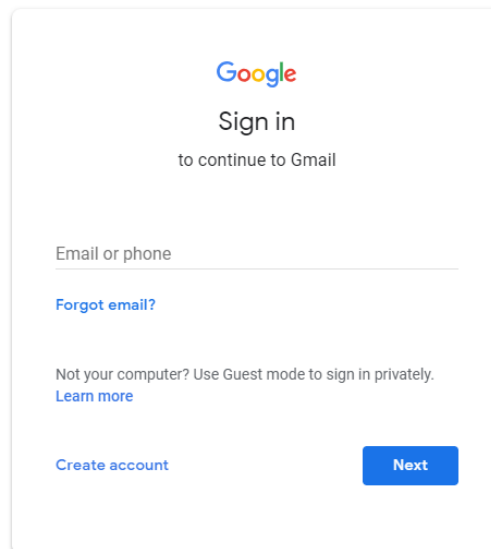 Google
Sign in
to continue to Gmail
Email or phone
Forgot email?
Not your computer? Use Guest mode to sign in privately.
Learn more
Create account
Next